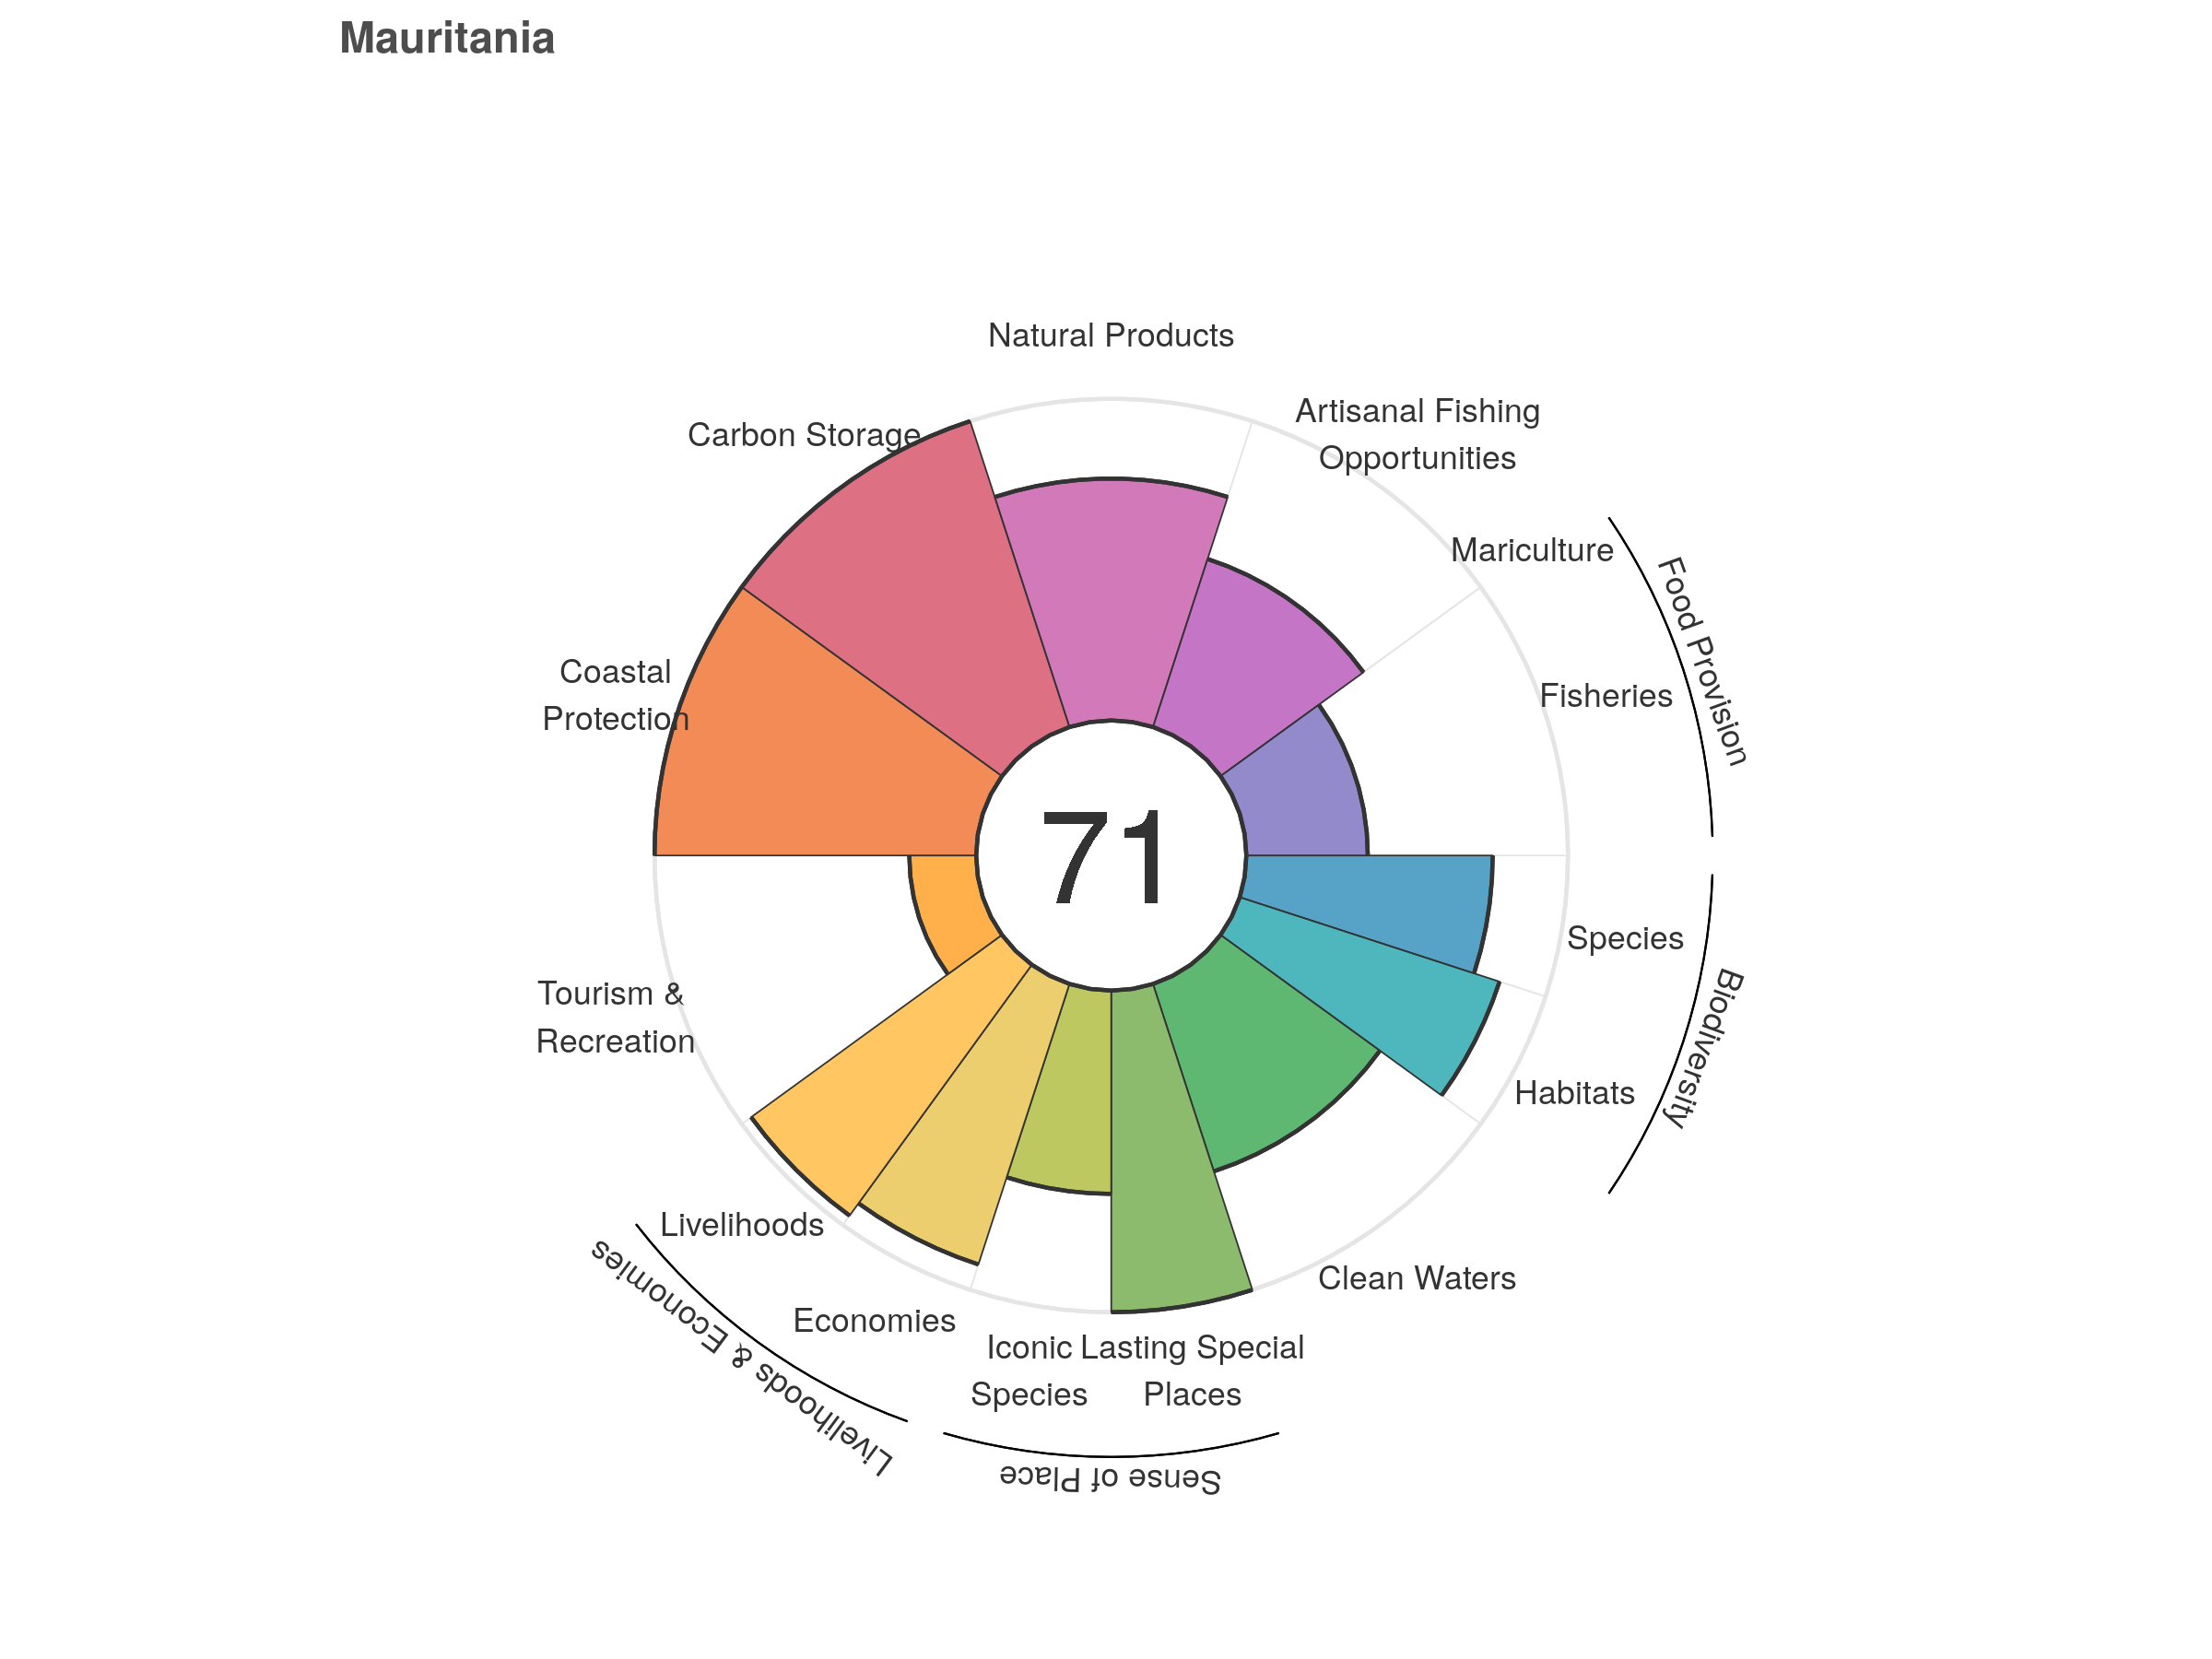 Mauritania
Natural Products
Artisanal Fishing
Opportunities
Carbon Storage
Mariculture
Food Provision
Fisheries
Coastal
Protection
71
Species
Biodiversity
Tourism &
Recreation
Habitats
Livelihoods
Clean Waters
Economies
Livelihoods & Economies
Iconic
Species
Lasting Special
Places
Sense of Place